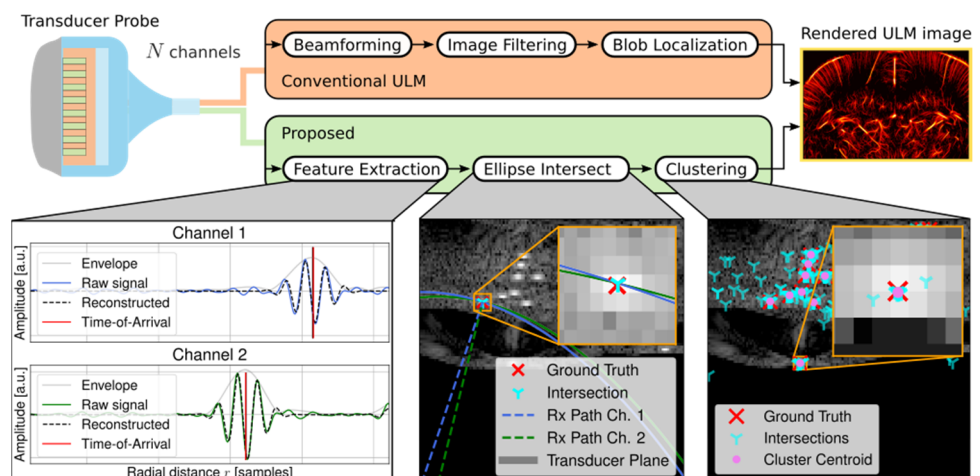 Transducer Probe
N channels
Beamforming
Image Filtering
Blob Localization
Conventional ULM
Rendered ULM image
Proposed
Feature Extraction
Ellipse Intersect
Clustering
Channel 1
Amplitude [a.u.]
Envelope
Raw signal
Reconstructed
Time-of-Arrival
Channel 2
Amplitude [a.u.]
Envelope
Raw signal
Reconstructed
Time-of-Arrival
Radial distance r [samples]
Ground Truth
Intersection
Rx Path Ch. 1
Rx Path Ch. 2
Transducer Plane
Ground Truth
Intersections
Cluster Centroid